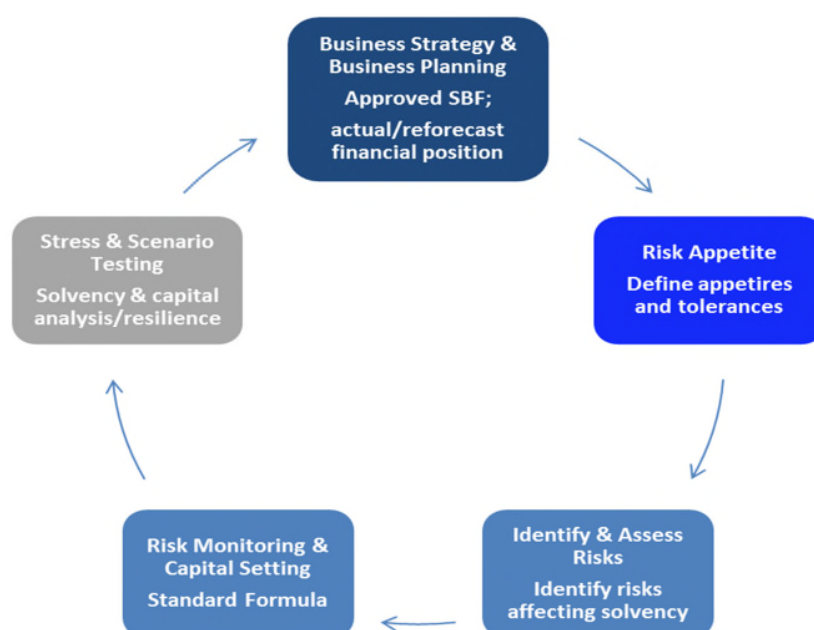 Business Strategy &
Business Planning
Approved SBF;
actual/reforecast
financial position
Risk Appetite
Define appetires
and tolerances
Identify & Assess
Risks
Identify risks
affecting solvency
Risk Monitoring &
Capital Setting
Standard Formula
Stress & Scenario
Testing
Solvency & capital
analysis/resilience